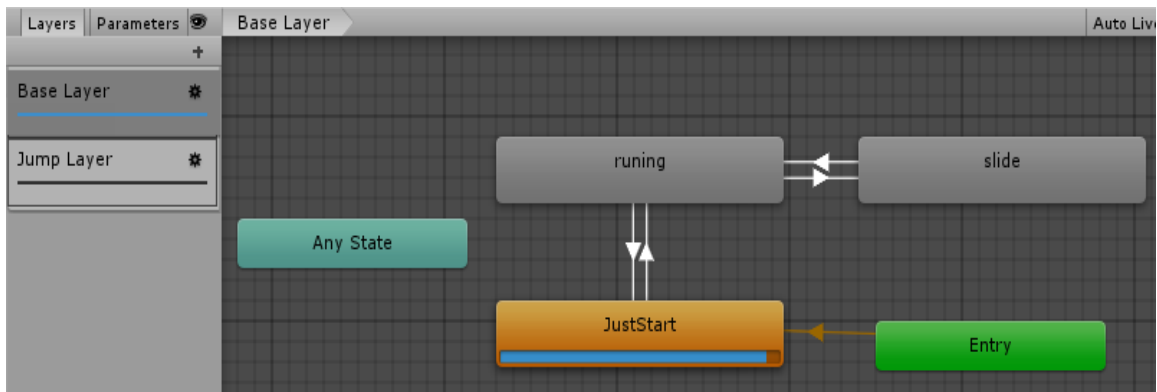 Layers Parameters Base Layer Auto Live
Base Layer
Jump Layer
runing slide
Any State
JustStart
Entry